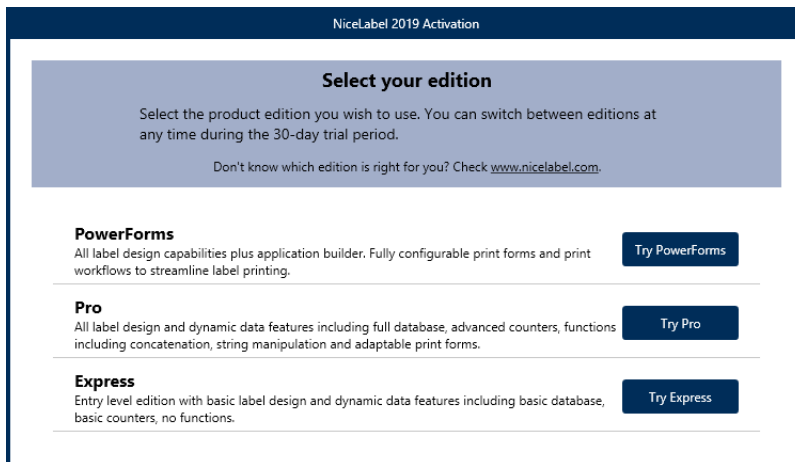 NiceLabel 2019 Activation
Select your edition
Select the product edition you wish to use. You can switch between editions at
any time during the 30-day trial period.
Don't know which edition is right for you? Check www.nicelabel.com.
PowerForms
All label design capabilities plus application builder. Fully configurable print forms and print
workflows to streamline label printing.
Try PowerForms
Pro
All label design and dynamic data features including full database, advanced counters, functions
including concatenation, string manipulation and adaptable print forms.
Try Pro
Express
Entry level edition with basic label design and dynamic data features including basic database,
basic counters, no functions.
Try Express